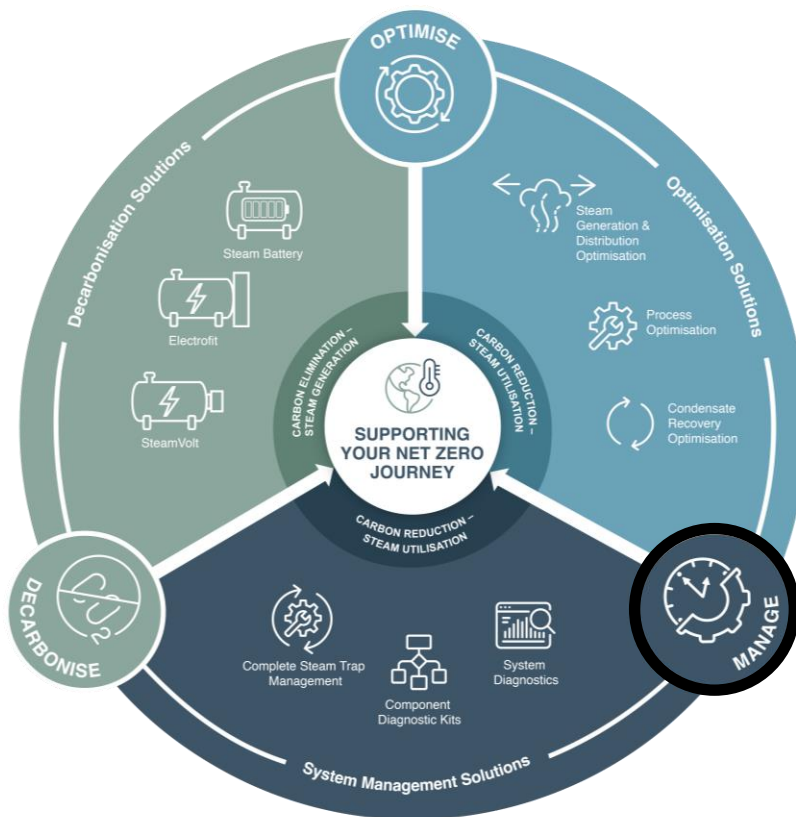 OPTIMISE
Decarbonisation Solutions
Optimisation Solutions
Steam Battery
Electrofit
SteamVolt
Steam
Generation &
Distribution
Optimisation
Process
Optimisation
Condensate
Recovery
Optimisation
CARBON ELIMINATION –
STEAM GENERATION
CARBON REDUCTION –
STEAM UTILISATION
SUPPORTING
YOUR NET ZERO
JOURNEY
CARBON REDUCTION –
STEAM UTILISATION
DECARBONISE
CO2
MANAGE
Complete Steam Trap
Management
Component
Diagnostic Kits
System
Diagnostics
System Management Solutions